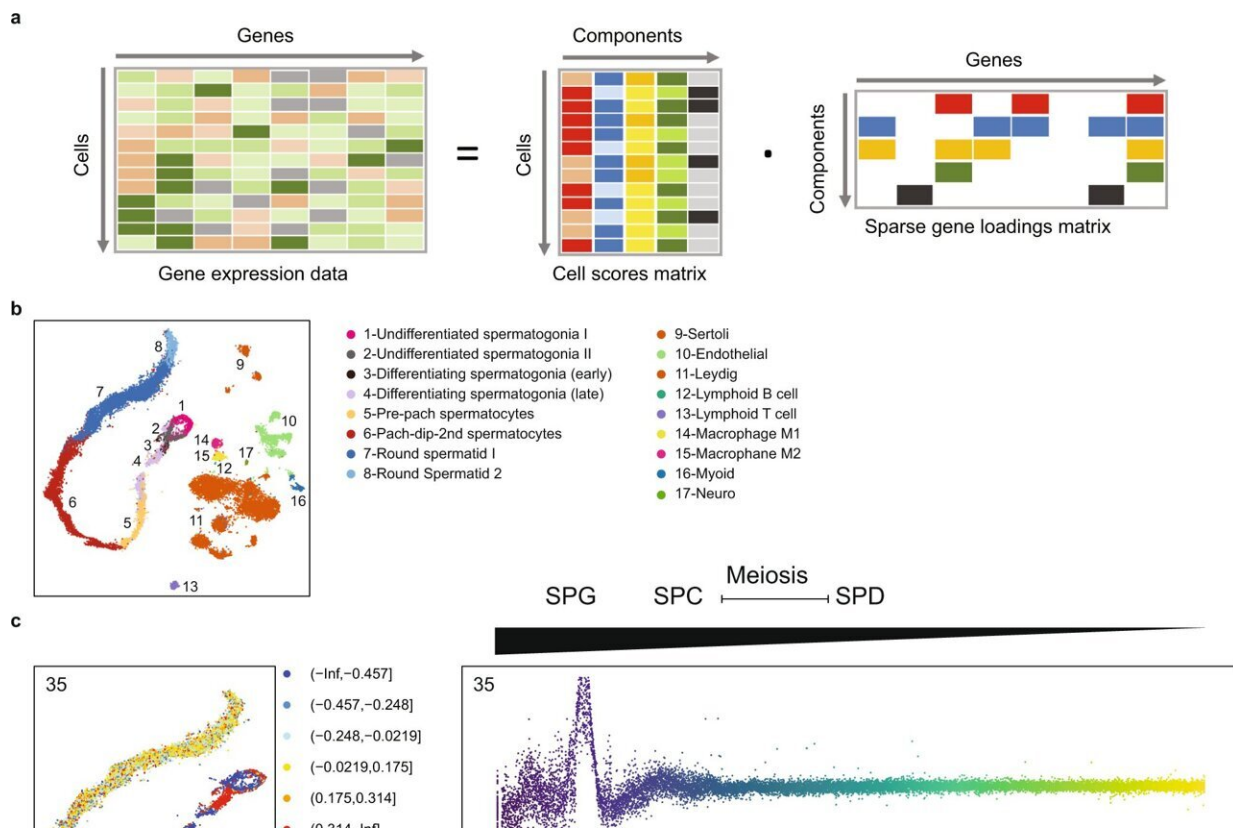 a
Genes
Components
Genes
Cells
=
Cells
·
Components
Gene expression data
Cell scores matrix
Sparse gene loadings matrix
b
8
9
7
1
2
3
10
14
4
15
17
12
16
6
5
11
13
1-Undifferentiated spermatogonia I
2-Undifferentiated spermatogonia II
3-Differentiating spermatogonia (early)
4-Differentiating spermatogonia (late)
5-Pre-pach spermatocytes
6-Pach-dip-2nd spermatocytes
7-Round spermatid I
8-Round Spermatid 2
9-Sertoli
10-Endothelial
11-Leydig
12-Lymphoid B cell
13-Lymphoid T cell
14-Macrophage M1
15-Macrophane M2
16-Myoid
17-Neuro
Meiosis
SPG SPC SPD
c
35
(−Inf,−0.457]
(−0.457,−0.248]
(−0.248,−0.0219]
(−0.0219,0.175]
(0.175,0.314]
(0.314, Inf]
35